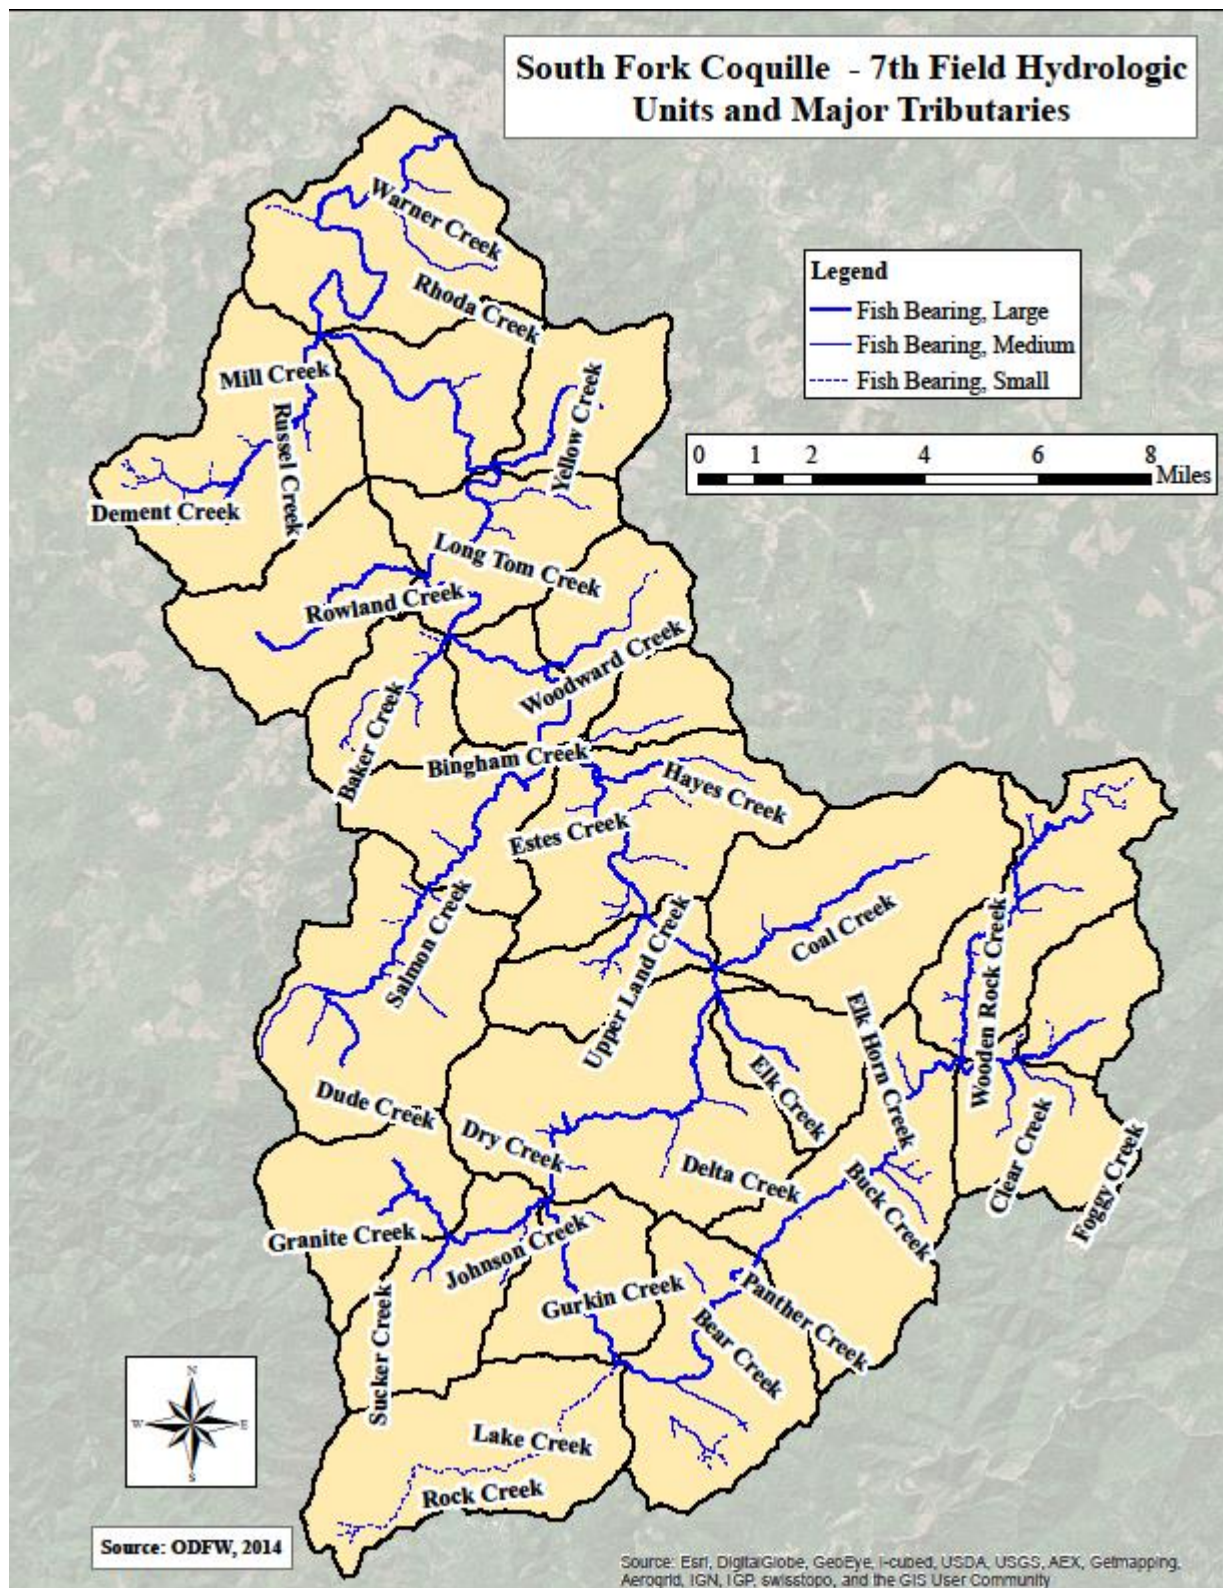 South Fork Coquille - 7th Field Hydrologic
Units and Major Tributaries
Warner Creek
Rhoda Creek
Legend
Fish Bearing, Large
Fish Bearing, Medium
Fish Bearing, Small
Mill Creek
Russel Creek
Yellow Creek
0 1 2 4 6 8
Miles
Dement Creek
Long Tom Creek
Rowland Creek
Woodward Creek
Baker Creek
Bingham Creek
Hayes Creek
Estes Creek
Salmon Creek
Upper Land Creek
Coal Creek
Wooden Rock Creek
Elk Horn Creek
Elk Creek
Dude Creek
Dry Creek
Delta Creek
Buck Creek
Clear Creek
Foggy Creek
Granite Creek
Johnson Creek
Gurkin Creek
Panther Creek
Bear Creek
Sucker Creek
N
W E
S
Lake Creek
Rock Creek
Source: ODFW, 2014
Source: Esri, DigitalGlobe, GeoEye, i-cubed, USDA, USGS, AEX, Getmapping,
Aerogrid, IGN, IGP, swisstopo, and the GIS User Community